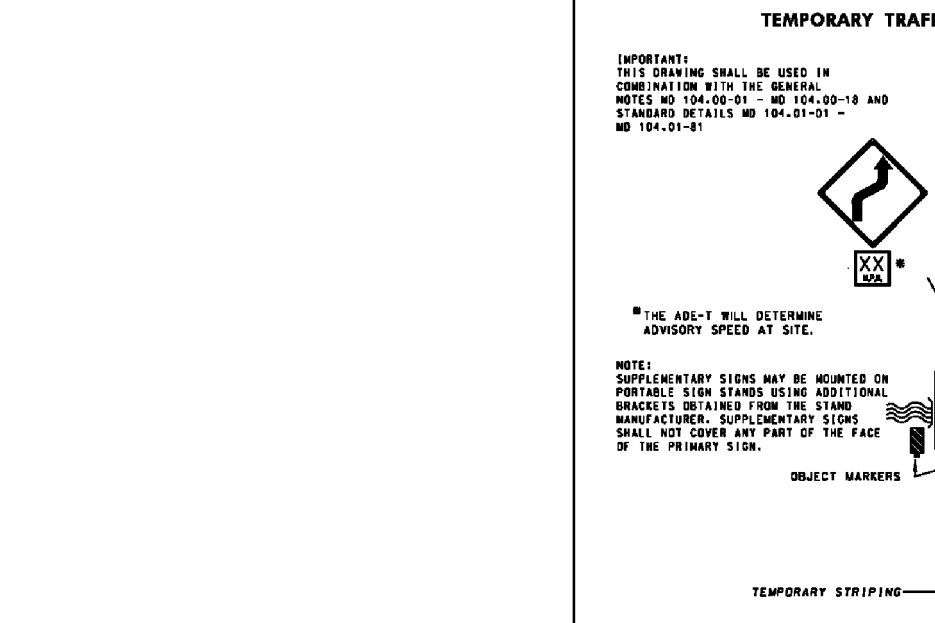 TEMPORARY TRAFF
IMPORTANT:
THIS DRAWING SHALL BE USED IN
COMBINATION WITH THE GENERAL
NOTES MD 104.00-01 - MD 104.00-18 AND
STANDARD DETAILS MD 104.01-01 -
MD 104.01-81
XX *
M.P.H.
*THE ADE-T WILL DETERMINE
ADVISORY SPEED AT SITE.
NOTE:
SUPPLEMENTARY SIGNS MAY BE MOUNTED ON
PORTABLE SIGN STANDS USING ADDITIONAL
BRACKETS OBTAINED FROM THE STAND
MANUFACTURER. SUPPLEMENTARY SIGNS
SHALL NOT COVER ANY PART OF THE FACE
OF THE PRIMARY SIGN.
OBJECT MARKERS
TEMPORARY STRIPING